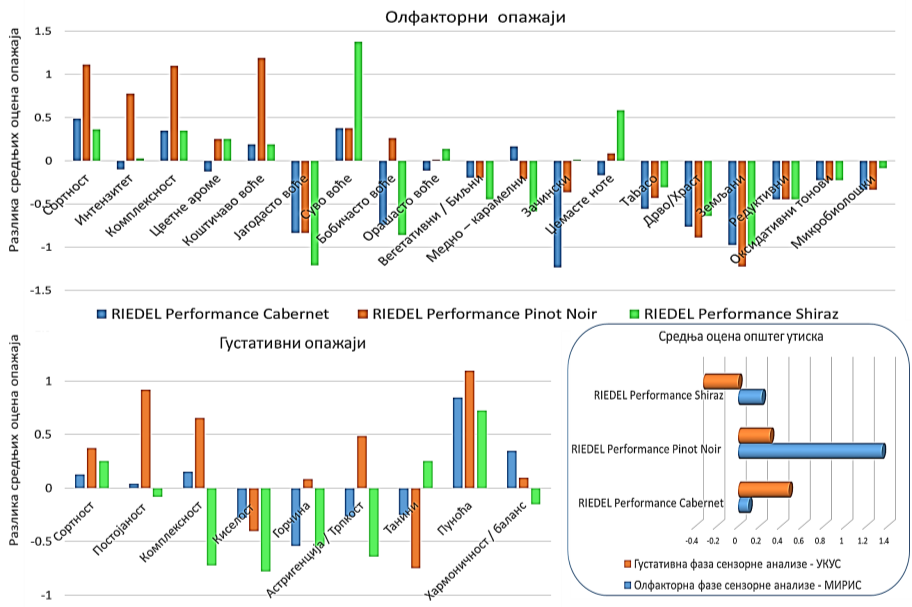 Олфакторни опажаји
Разлика средњих оцена опажаја
1.5
1
0.5
0
-0.5
-1
-1.5
Сортност
Интензитет
Комплексност
Цветне ароме
Коштичаво воће
Јагодасто воће
Суво воће
Бобичасто воће
Орашасто воће
Вегетативни / Биљни
Медно – карамелни
Зачински
Цемасте ноте
Tabaco
Дрво/Храст
Земљани
Редуктивни
Оксидативни тонови
Микробиолошки
RIEDEL Performance Cabernet
RIEDEL Performance Pinot Noir
RIEDEL Performance Shiraz
Густативни опажаји
Разлика средњих оцена опажаја
1
0.5
0
-0.5
-1
Сортност
Постојаност
Комплексност
Киселост
Горчина
Астригенција / Трпкост
Танини
Пуноћа
Хармоничност / баланс
Средња оцена општег утиска
RIEDEL Performance Shiraz
RIEDEL Performance Pinot Noir
RIEDEL Performance Cabernet
-0.4 -0.2 0 0.2 0.4 0.6 0.8 1 1.2 1.4
Густативна фаза сензорне анализе - УКУС
Олфакторна фазе сензорне анализе - МИРИС